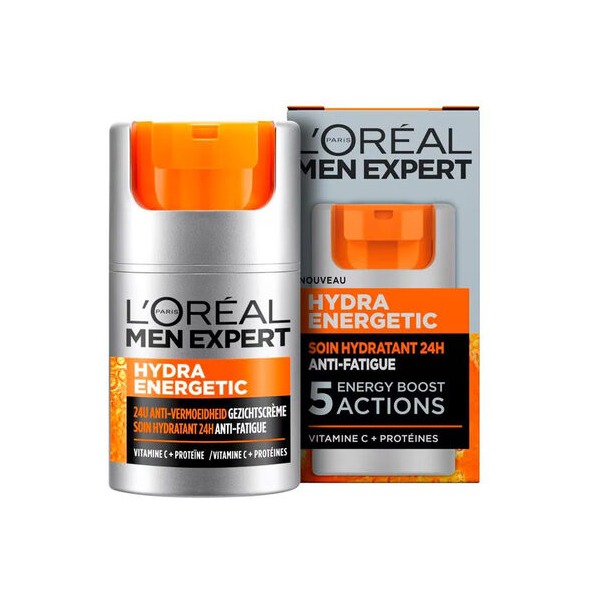 L'ORÉAL
PARIS
MEN EXPERT
HYDRA
ENERGETIC
24U ANTI-VERMOEIDHEID GEZICHTSCRÈME
SOIN HYDRATANT 24H ANTI-FATIGUE
VITAMINE C + PROTEÏNE /VITAMINE C + PROTÉINES
L'ORÉAL
PARIS
MEN EXPERT
NOUVEAU
HYDRA
ENERGETIC
SOIN HYDRATANT 24H
ANTI-FATIGUE
5 ENERGY BOOST
ACTIONS
VITAMINE C + PROTÉINES